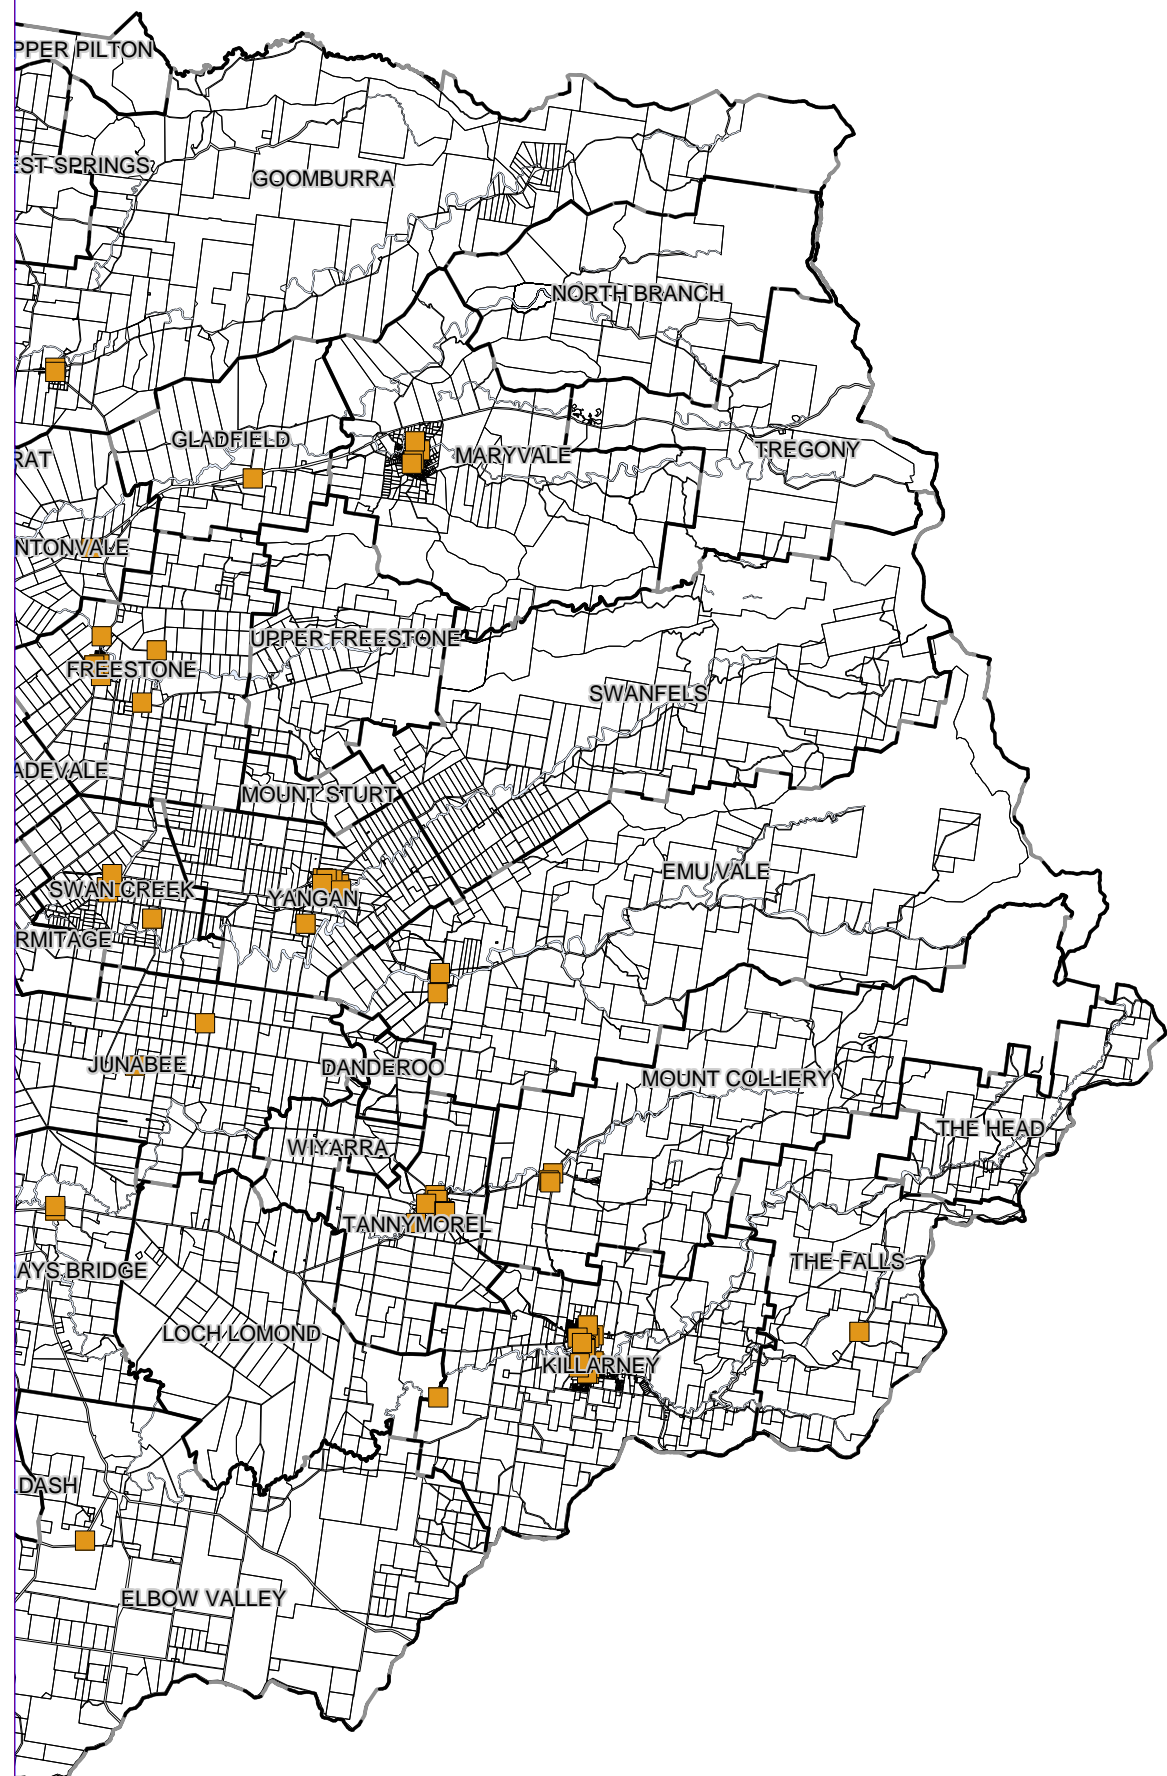 PPER PILTON
EST SPRINGS
GOOMBURRA
NORTH BRANCH
GLADFIELD
MARYVALE
TREGONY
RAT
NTONVALE
UPPER FREESTONE
FREESTONE
SWANFELS
ADEVALE
MOUNT STURT
EMU VALE
SWAN CREEK
YANGAN
RMITAGE
JUNABEE
DANDEROO
MOUNT COLLIERY
THE HEAD
WIYARRA
TANNYMOREL
THE FALLS
AYS BRIDGE
LOCH LOMOND
KILLARNEY
LDASH
ELBOW VALLEY